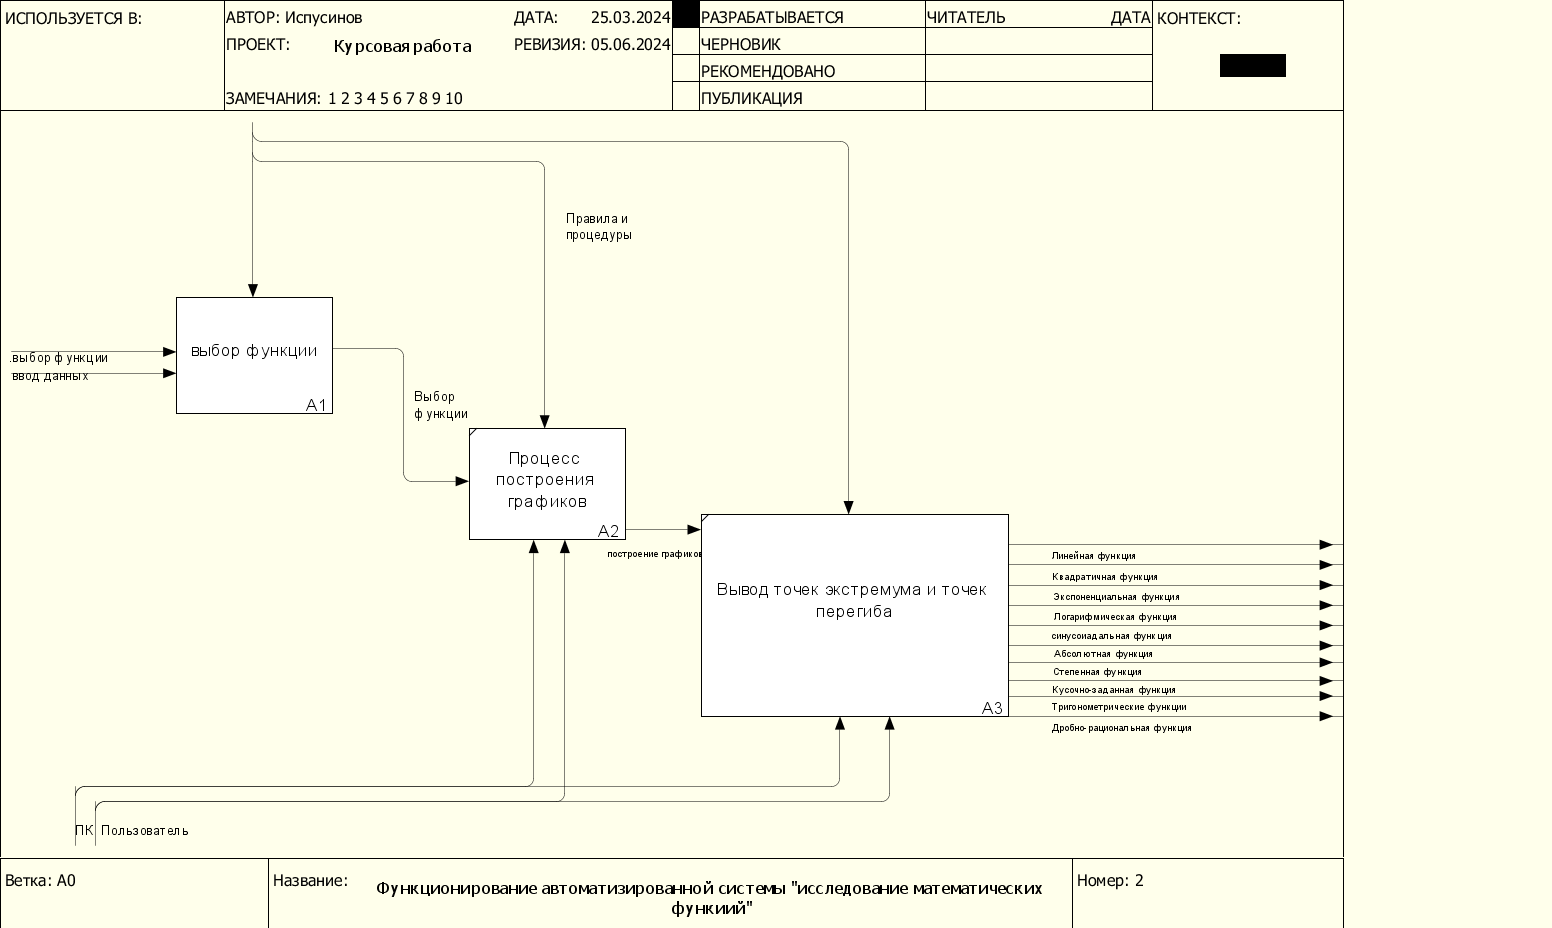 ИСПОЛЬЗУЕТСЯ В:
АВТОР: Испусинов
ДАТА: 25.03.2024
РАЗРАБАТЫВАЕТСЯ
ЧИТАТЕЛЬ
ДАТА
КОНТЕКСТ:
ПРОЕКТ: Курсовая работа
РЕВИЗИЯ: 05.06.2024
ЧЕРНОВИК
РЕКОМЕНДОВАНО
ЗАМЕЧАНИЯ: 1 2 3 4 5 6 7 8 9 10
ПУБЛИКАЦИЯ
Правила и
процедуры
.выбор функции
ввод данных
выбор функции
A1
Выбор
функции
Процесс
построения
графиков
A2
построение графиков
Вывод точек экстремума и точек
перегиба
A3
Линейная функция
Квадратичная функция
Экспоненциальная функция
Логарифмическая функция
синусоиадальная функция
Абсолютная функция
Степенная функция
Кусочно-заданная функция
Тригонометрические функции
Дробно-рациональная функция
ПК
Пользователь
Ветка: A0
Название:
Функционирование автоматизированной системы "исследование математических
функиий"
Номер: 2